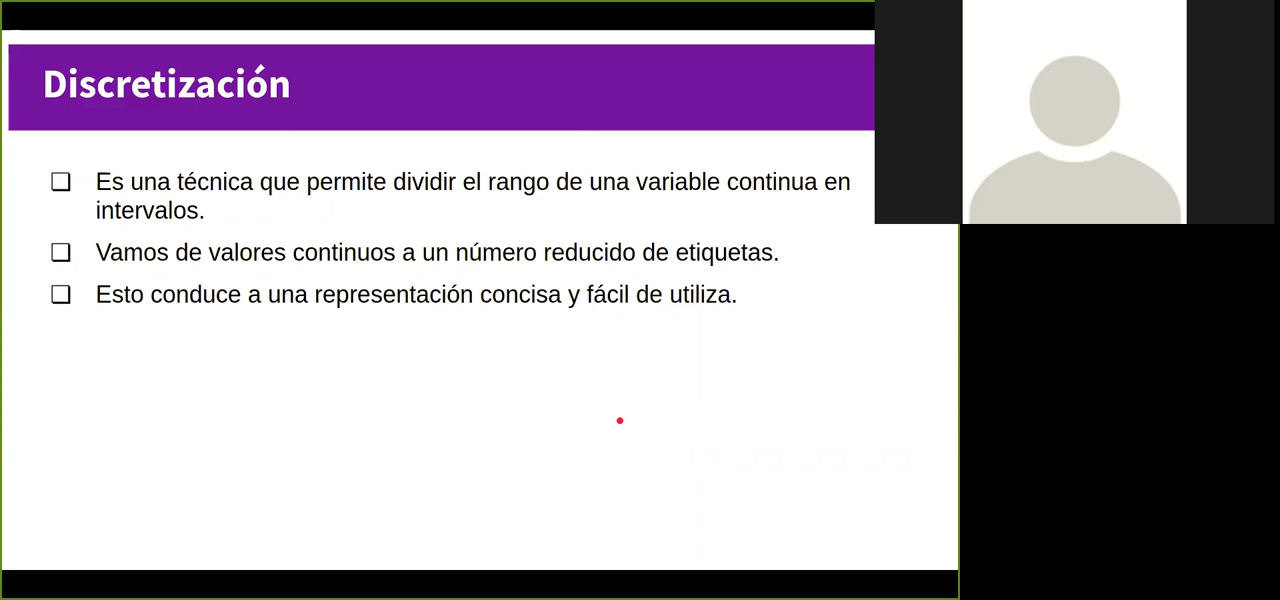 Discretización
❏ Es una técnica que permite dividir el rango de una variable continua en
intervalos.
❏ Vamos de valores continuos a un número reducido de etiquetas.
❏ Esto conduce a una representación concisa y fácil de utiliza.